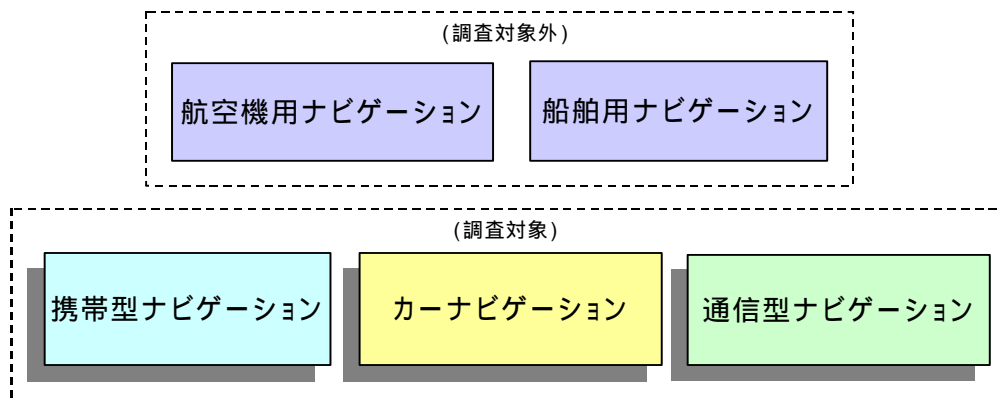 (調査対象外)
航空機用ナビゲーション
船舶用ナビゲーション
(調査対象)
携帯型ナビゲーション
カーナビゲーション
通信型ナビゲーション